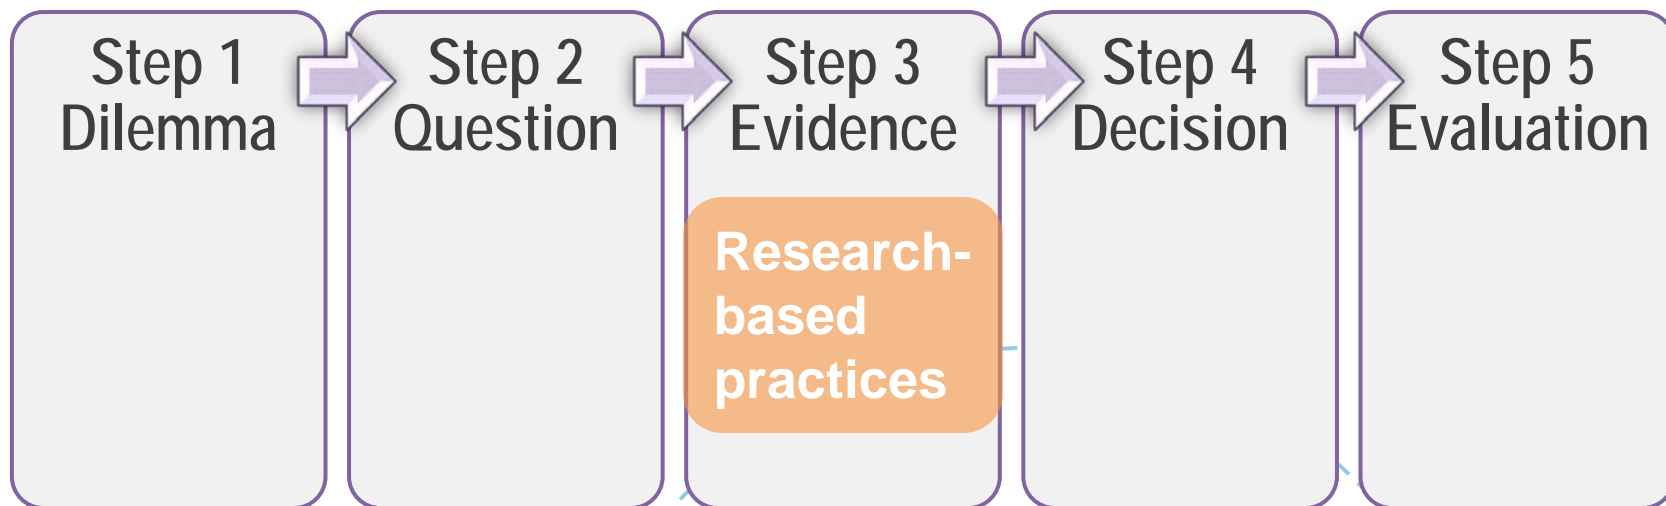 Step 1
Dilemma
Step 2
Question
Step 3
Evidence
Research-
based
practices
Step 4
Decision
Step 5
Evaluation